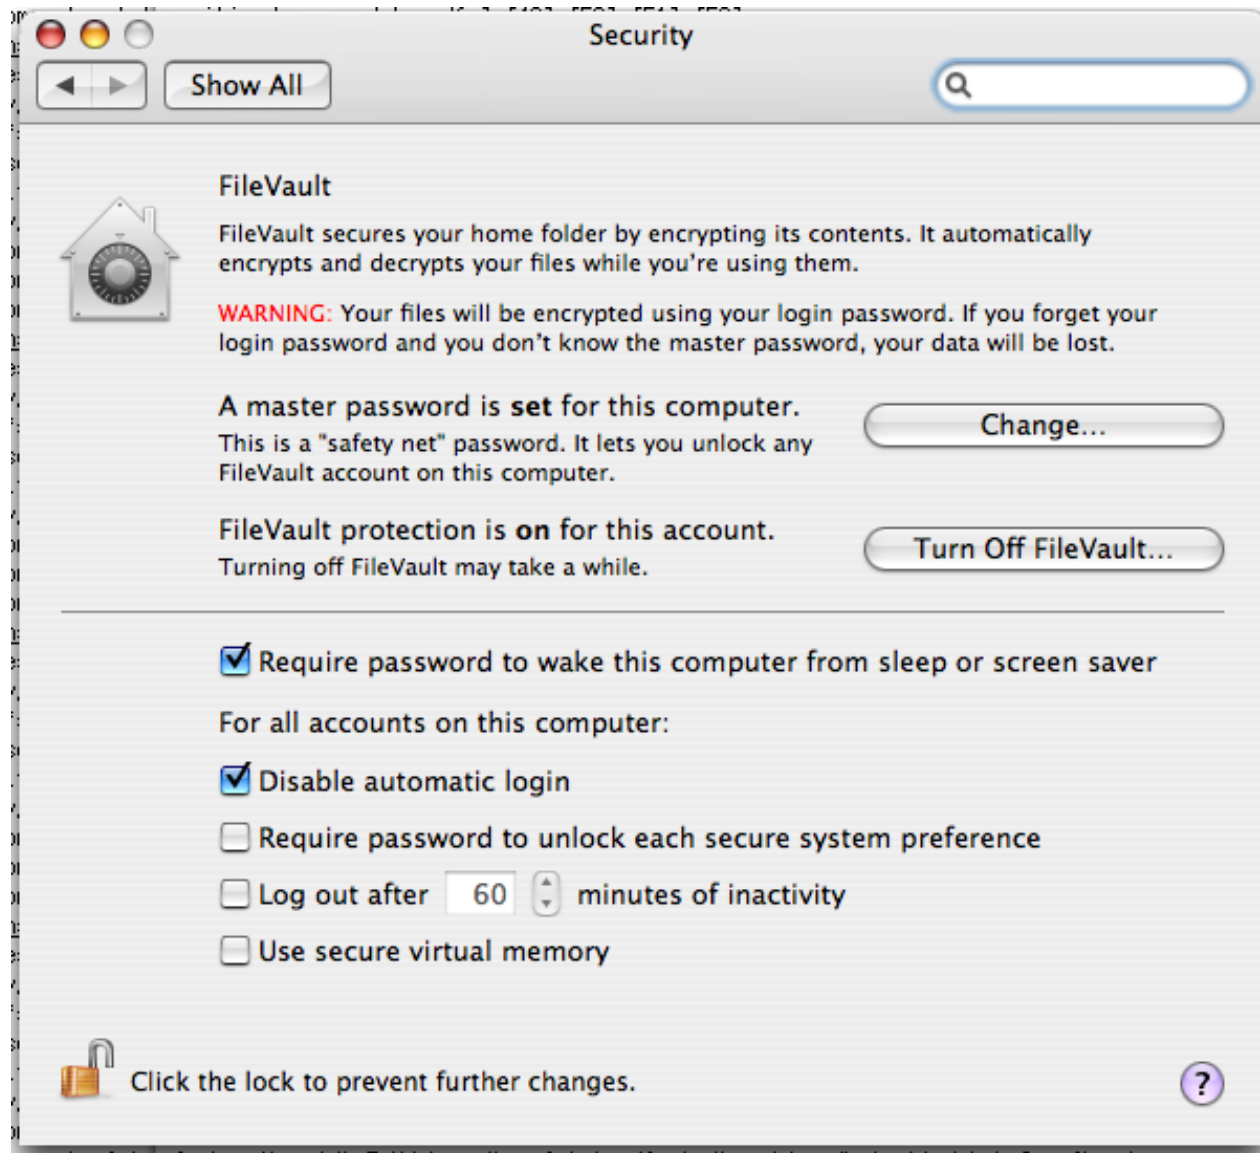 Security
Show All
FileVault
FileVault secures your home folder by encrypting its contents. It automatically
encrypts and decrypts your files while you're using them.
WARNING: Your files will be encrypted using your login password. If you forget your
login password and you don't know the master password, your data will be lost.
A master password is set for this computer.
Change...
This is a "safety net" password. It lets you unlock any
FileVault account on this computer.
FileVault protection is on for this account.
Turn Off FileVault...
Turning off FileVault may take a while.
Require password to wake this computer from sleep or screen saver
For all accounts on this computer:
Disable automatic login
Require password to unlock each secure system preference
Log out after 60 minutes of inactivity
Use secure virtual memory
Click the lock to prevent further changes.
?